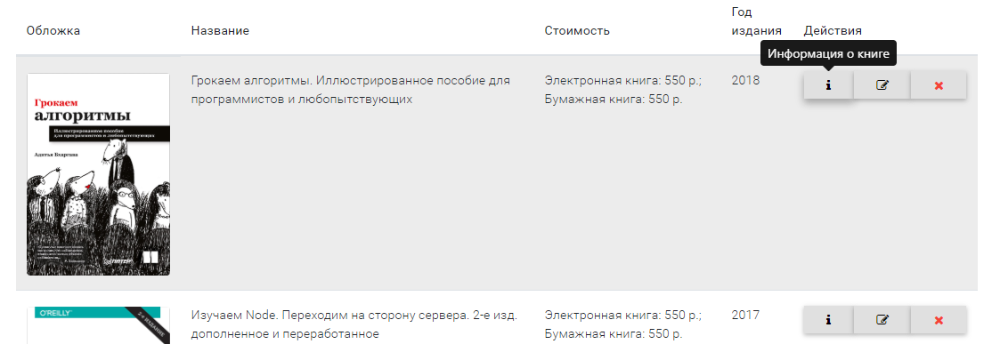 Обложка
Название
Стоимость
Год
издания
Действия
Информация о книге
Грокаем
алгоритмы
Иллюстрированное пособие
для программистов и любопытствующих
Адитья Бхаргава
ПИТЕР
Грокаем алгоритмы. Иллюстрированное пособие для
программистов и любопытствующих
Электронная книга: 550 р.;
Бумажная книга: 550 р.
2018
O'REILLY
2-е издание
Изучаем Node. Переходим на сторону сервера. 2-е изд.
дополненное и переработанное
Электронная книга: 550 р.;
Бумажная книга: 550 р.
2017